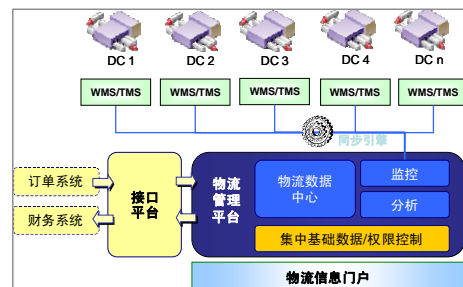 DC 1
DC 2
DC 3
DC 4
DC n
WMS/TMS
WMS/TMS
WMS/TMS
WMS/TMS
WMS/TMS
同步引擎
订单系统
财务系统
接口
平台
物流
管理
平台
物流数据
中心
监控
分析
集中基础数据/权限控制
物流信息门户